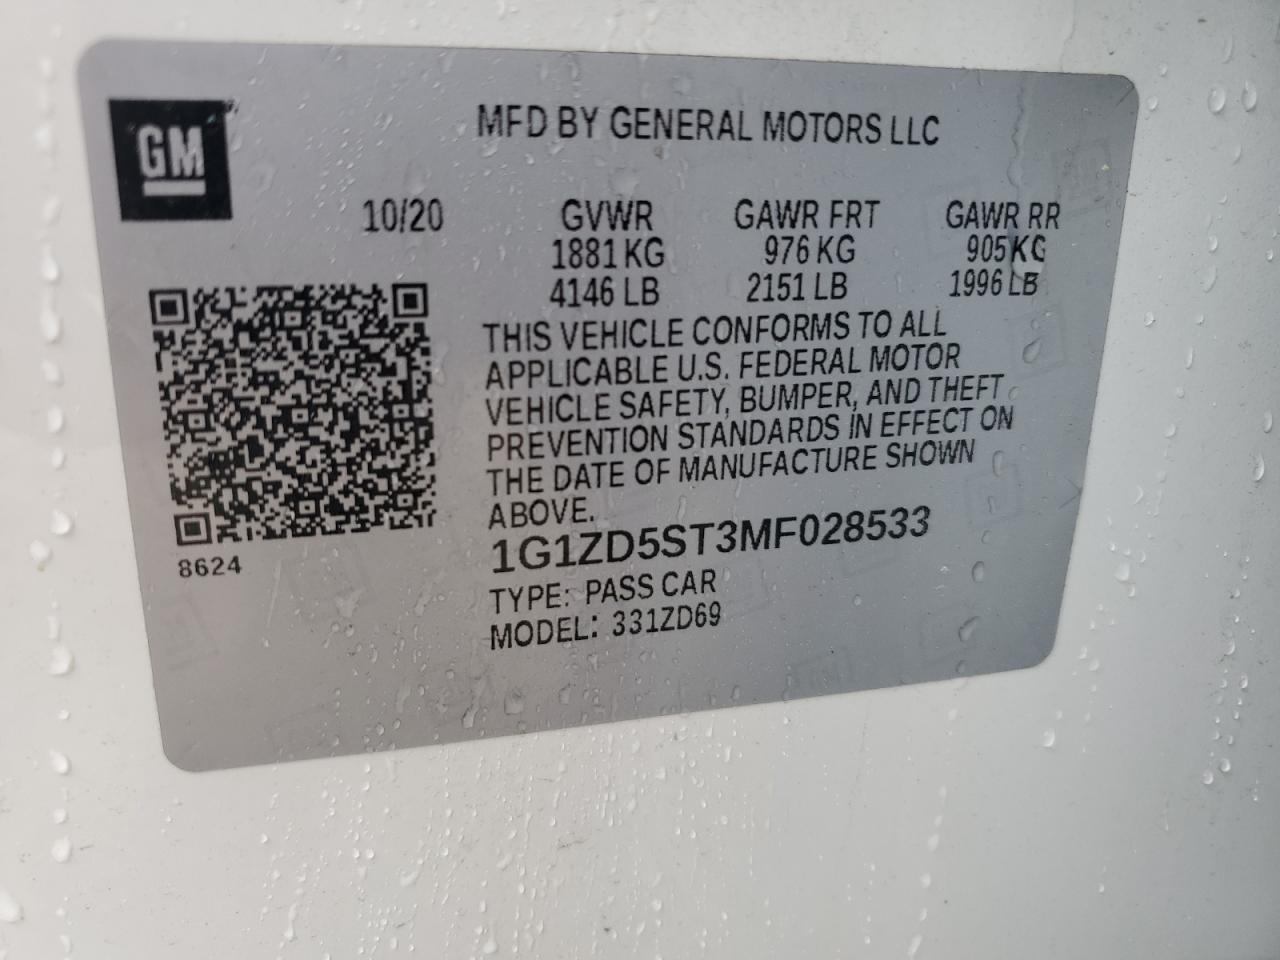 GM
MFD BY GENERAL MOTORS LLC
10/20 GVWR GAWR FRT GAWR RR
1881 KG 976 KG 905 KG
4146 LB 2151 LB 1996 LB
THIS VEHICLE CONFORMS TO ALL
APPLICABLE U.S. FEDERAL MOTOR
VEHICLE SAFETY, BUMPER, AND THEFT
PREVENTION STANDARDS IN EFFECT ON
THE DATE OF MANUFACTURE SHOWN
ABOVE.
1G1ZD5ST3MF028533
8624
TYPE: PASS CAR
MODEL: 331ZD69